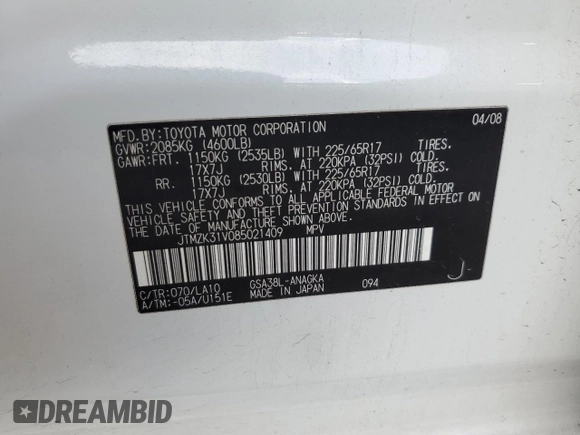 MFD.BY:TOYOTA MOTOR CORPORATION 04/08
GVWR:2085KG (4600LB)
GAWR:FRT. 1150KG (2535LB) WITH 225/65R17 TIRES.
17X7J RIMS. AT 220KPA (32PSI) COLD.
RR. 1150KG (2530LB) WITH 225/65R17 TIRES.
17X7J RIMS. AT 220KPA (32PSI) COLD.
THIS VEHICLE CONFORMS TO ALL APPLICABLE FEDERAL MOTOR
VEHICLE SAFETY AND THEFT PREVENTION STANDARDS IN EFFECT ON
THE DATE OF MANUFACTURE SHOWN ABOVE.
JTMZK31V085021409 MPV
C/TR:070/LA10 GSA38L-ANAGKA 094 J
A/TM:-05A/U151E MADE IN JAPAN
DREAMBID